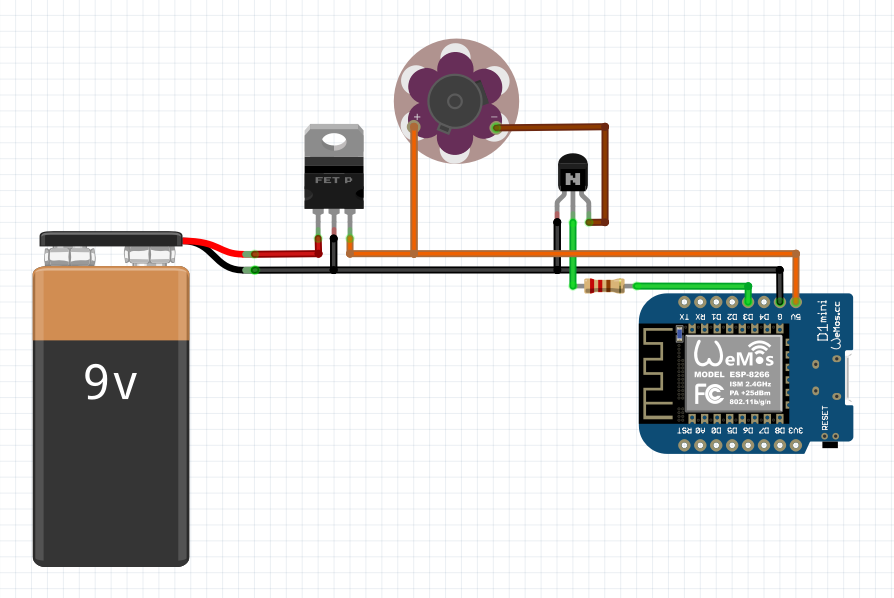 FET P
+
−
N
9v
TX
RX
D1
D2
D3
D4
G
5V
D1 mini
WeMos.cc
WeMos
MODEL ESP-8266
ISM 2.4GHz
PA +25dBm
802.11b/g/n
FC
RST
A0
D0
D5
D6
D7
D8
3V3
RESET